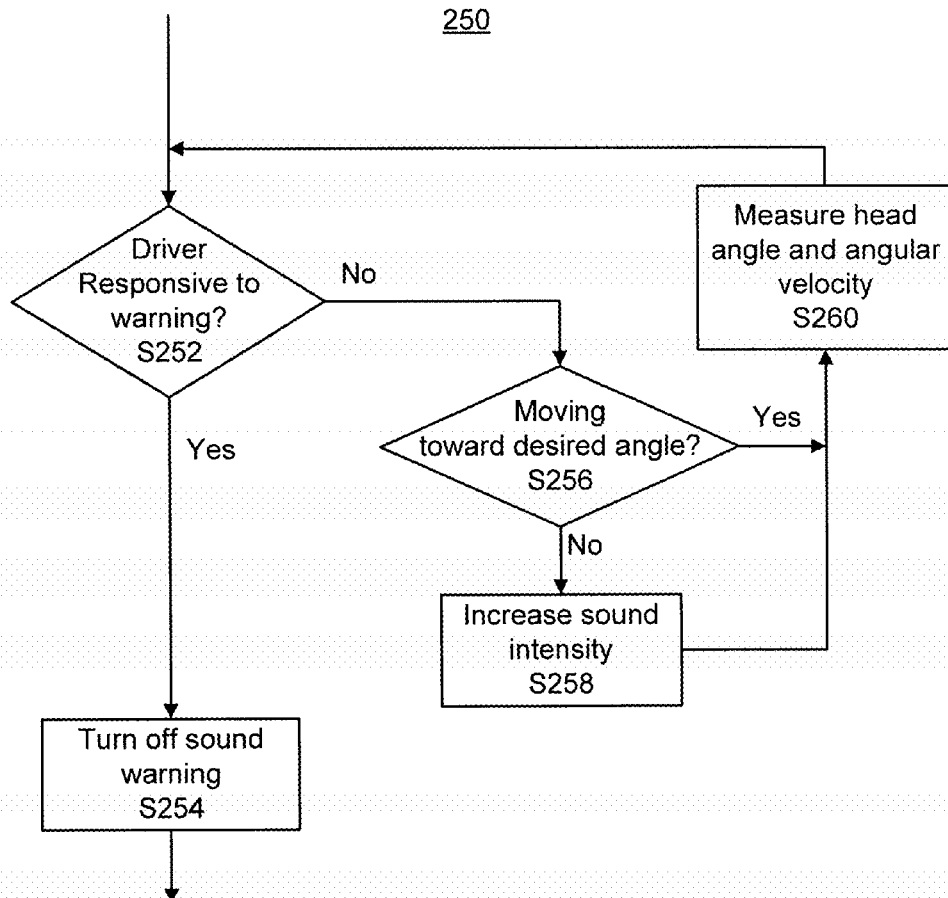 250
Driver
Responsive to
warning?
S252
No
Yes
Measure head
angle and angular
velocity
S260
Moving
toward desired angle?
S256
Yes
No
Increase sound
intensity
S258
Turn off sound
warning
S254